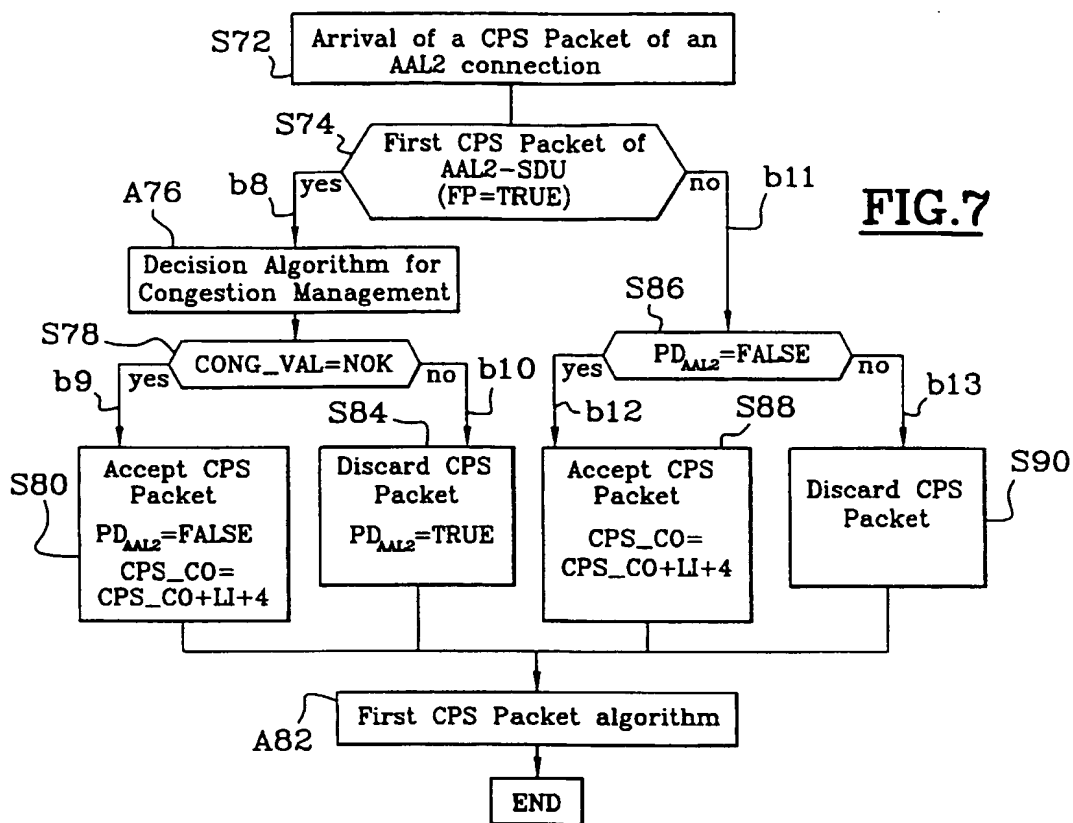 S72
Arrival of a CPS Packet of an
AAL2 connection
S74
First CPS Packet of
AAL2-SDU
(FP=TRUE)
yes
no
b8
b11
FIG.7
A76
Decision Algorithm for
Congestion Management
S78
CONG_VAL=NOK
yes
no
b9
b10
S86
PDAAL2=FALSE
yes
no
b12
b13
S80
Accept CPS
Packet
PDAAL2=FALSE
CPS_CO=
CPS_CO+LI+4
S84
Discard CPS
Packet
PDAAL2=TRUE
S88
Accept CPS
Packet
CPS_CO=
CPS_CO+LI+4
S90
Discard CPS
Packet
A82
First CPS Packet algorithm
END